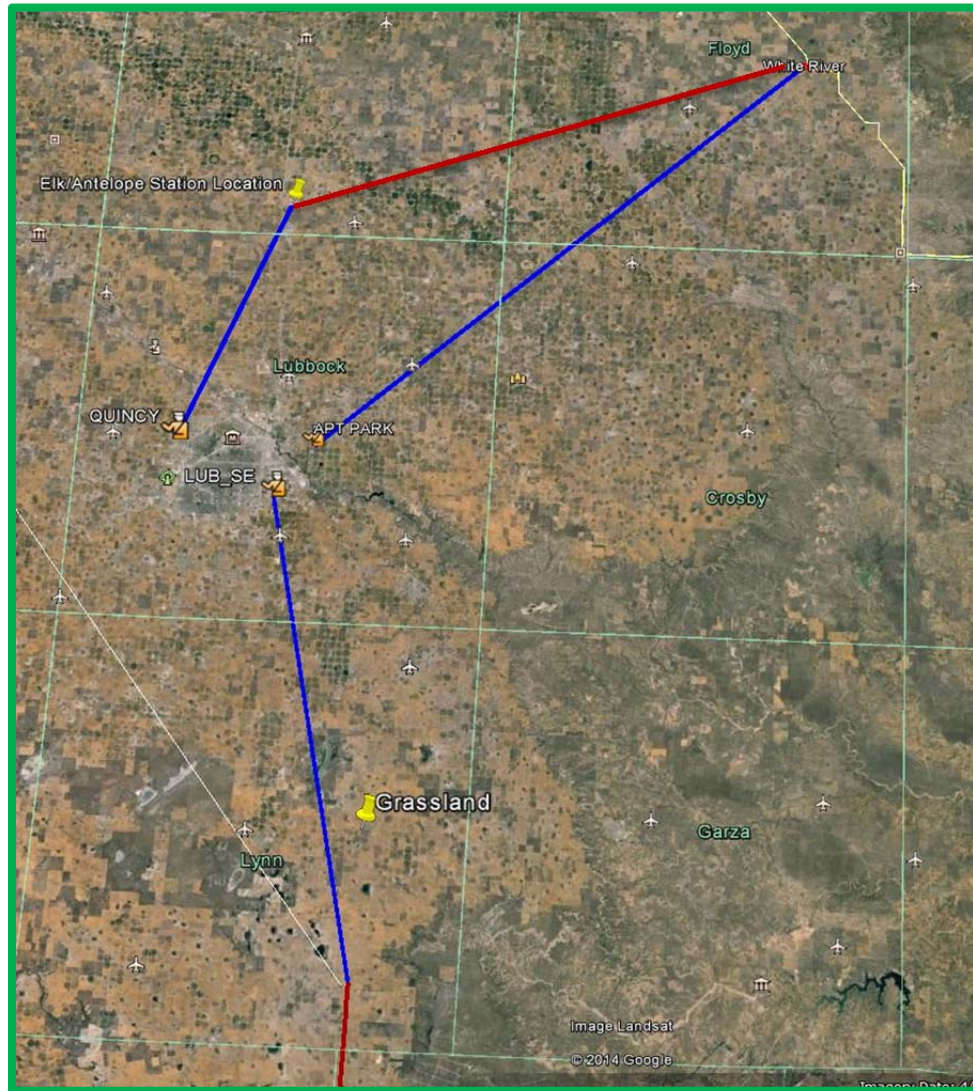 Floyd
White River
Elk/Antelope Station Location
Lubbock
QUINCY
APT PARK
LUB_SE
Crosby
Grassland
Garza
Lynn
Image Landsat
© 2014 Google